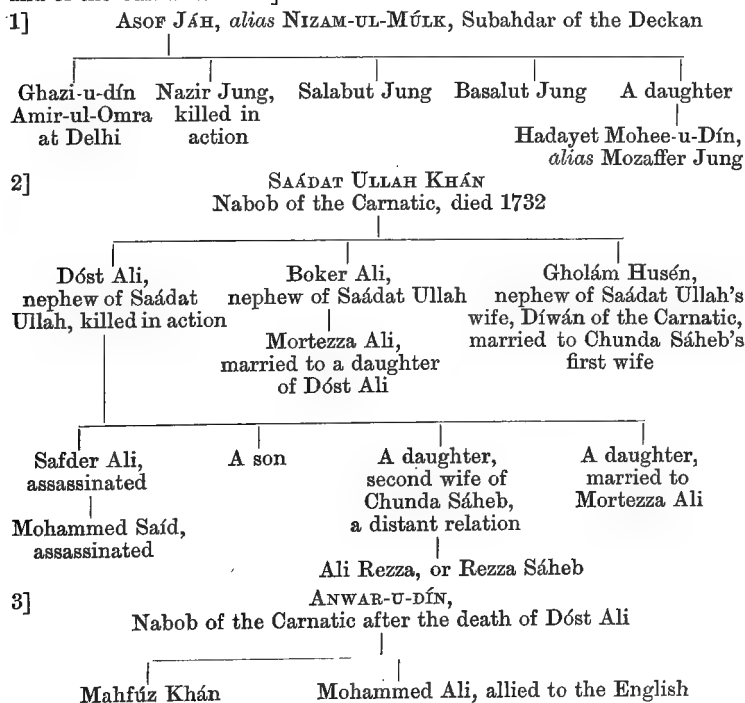 1]
ASOF JÁH, alias NIZAM-UL-MÚLK, Subahdar of the Deckan
Ghazi-u-dín
Amir-ul-Omra
at Delhi
Nazir Jung,
killed in
action
Salabut Jung
Basalut Jung
A daughter
Hadayet Mohee-u-Dín,
alias Mozaffer Jung
2]
SAÁDAT ULLAH KHÁN
Nabob of the Carnatic, died 1732
Dóst Ali,
nephew of Saádat
Ullah, killed in action
Boker Ali,
nephew of Saádat Ullah
Mortezza Ali,
married to a daughter
of Dóst Ali
Gholám Husén,
nephew of Saádat Ullah's
wife, Díwán of the Carnatic,
married to Chunda Sáheb's
first wife
Safder Ali,
assassinated
Mohammed Saíd,
assassinated
A son
A daughter,
second wife of
Chunda Sáheb,
a distant relation
Ali Rezza, or Rezza Sáheb
A daughter,
married to
Mortezza Ali
3]
ANWAR-U-DÍN,
Nabob of the Carnatic after the death of Dóst Ali
Mahfúz Khán
Mohammed Ali, allied to the English